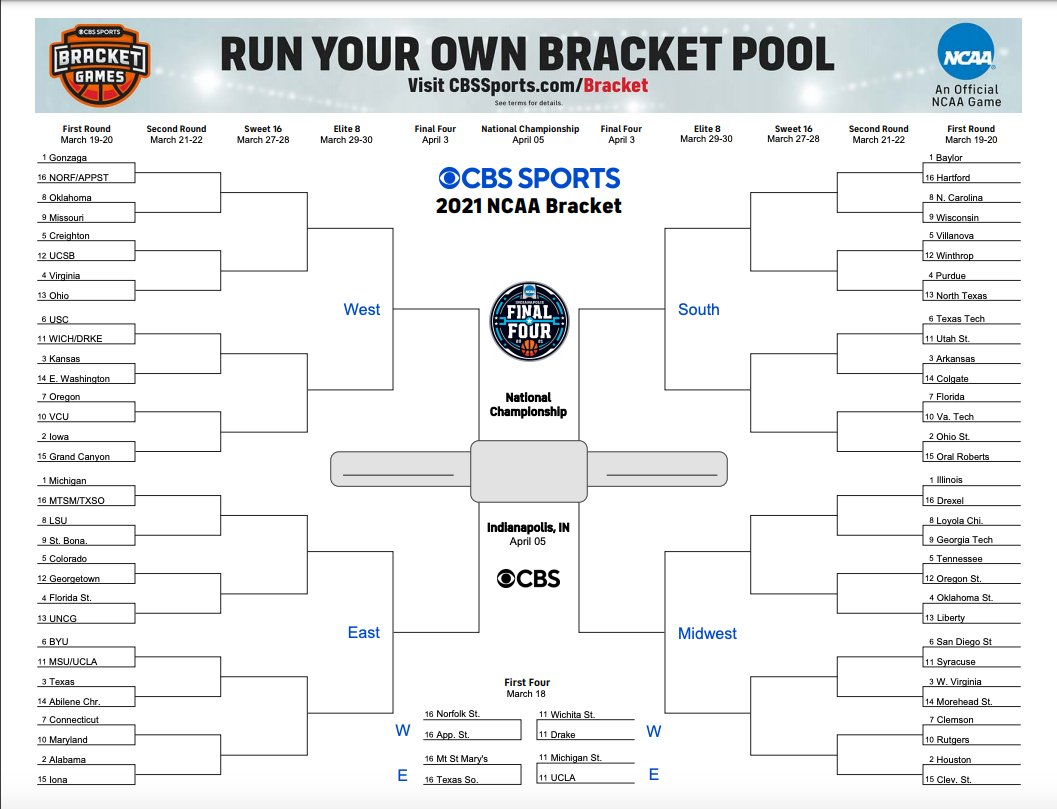 CBS SPORTS
BRACKET
GAMES
RUN YOUR OWN BRACKET POOL
Visit CBSSports.com/Bracket
See terms for details.
NCAA
An Official
NCAA Game
First Round
March 19-20
Second Round
March 21-22
Sweet 16
March 27-28
Elite 8
March 29-30
Final Four
April 3
National Championship
April 05
Final Four
April 3
Elite 8
March 29-30
Sweet 16
March 27-28
Second Round
March 21-22
First Round
March 19-20
1 Gonzaga
16 NORF/APPST
8 Oklahoma
9 Missouri
5 Creighton
12 UCSB
4 Virginia
13 Ohio
West
6 USC
11 WICH/DRKE
3 Kansas
14 E. Washington
7 Oregon
10 VCU
2 Iowa
15 Grand Canyon
1 Michigan
16 MTSM/TXSO
8 LSU
9 St. Bona.
5 Colorado
12 Georgetown
4 Florida St.
13 UNCG
East
6 BYU
11 MSU/UCLA
3 Texas
14 Abilene Chr.
7 Connecticut
10 Maryland
2 Alabama
15 Iona
CBS SPORTS
2021 NCAA Bracket
NCAA
INDIANAPOLIS
FINAL
FOUR
20 21
National
Championship
Indianapolis, IN
April 05
CBS
First Four
March 18
W
16 Norfolk St.
16 App. St.
11 Wichita St.
11 Drake
W
E
16 Mt St Mary's
16 Texas So.
11 Michigan St.
11 UCLA
E
1 Baylor
16 Hartford
8 N. Carolina
9 Wisconsin
5 Villanova
12 Winthrop
4 Purdue
13 North Texas
South
6 Texas Tech
11 Utah St.
3 Arkansas
14 Colgate
7 Florida
10 Va. Tech
2 Ohio St.
15 Oral Roberts
1 Illinois
16 Drexel
8 Loyola Chi.
9 Georgia Tech
5 Tennessee
12 Oregon St.
4 Oklahoma St.
13 Liberty
Midwest
6 San Diego St
11 Syracuse
3 W. Virginia
14 Morehead St.
7 Clemson
10 Rutgers
2 Houston
15 Clev. St.